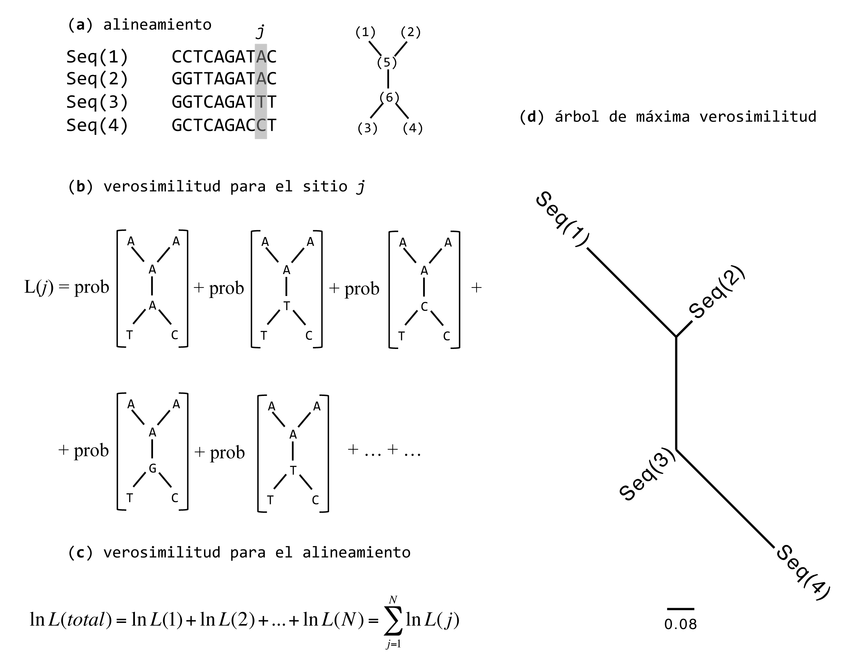 (a) alineamiento
j
Seq(1) CCTCAGATAC
Seq(2) GGTTAGATAC
Seq(3) GGTCAGATTT
Seq(4) GCTCAGACCT
(1) (2)
(5)
(6)
(3) (4)
(d) árbol de máxima verosimilitud
(b) verosimilitud para el sitio j
A A A A A A
A A A
L(j) = prob + prob + prob +
A T C
T C T C T C
A A A A
A A
+ prob + prob + ... + ...
G T
T C T C
(c) verosimilitud para el alineamiento
ln L(total) = ln L(1) + ln L(2) + ... + ln L(N) = ∑ ln L(j)
N
j=1
Seq(1)
Seq(2)
Seq(3)
Seq(4)
0.08